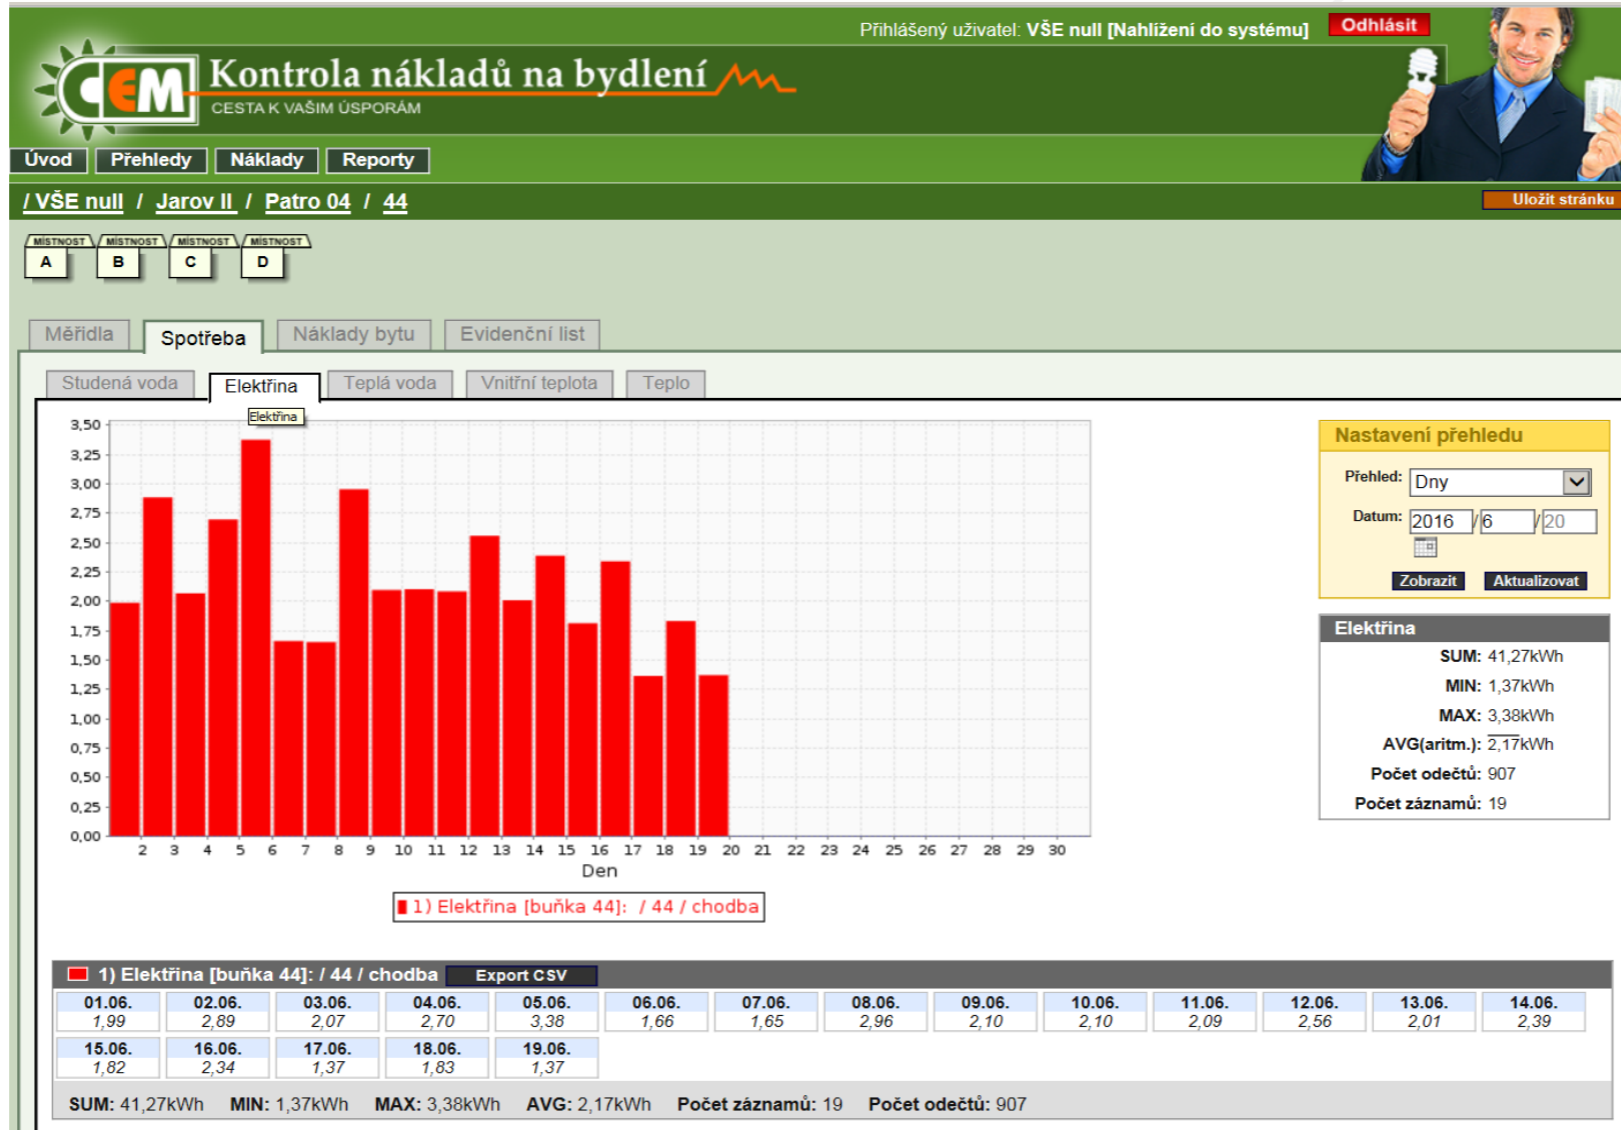 Přihlášený uživatel: VŠE null [Nahlížení do systému] Odhlásit
CEM Kontrola nákladů na bydlení
CESTA K VAŠIM ÚSPORÁM
Úvod Přehledy Náklady Reporty
/ VŠE null / Jarov II / Patro 04 / 44 Uložit stránku
MÍSTNOST MÍSTNOST MÍSTNOST MÍSTNOST
A B C D
Měřidla Spotřeba Náklady bytu Evidenční list
Studená voda Elektřina Teplá voda Vnitřní teplota Teplo
Elektřina
3,50
3,25
3,00
2,75
2,50
2,25
2,00
1,75
1,50
1,25
1,00
0,75
0,50
0,25
0,00
2 3 4 5 6 7 8 9 10 11 12 13 14 15 16 17 18 19 20 21 22 23 24 25 26 27 28 29 30
Den
1) Elektřina [buňka 44]: / 44 / chodba
Nastavení přehledu
Přehled: Dny
Datum: 2016 / 6 / 20
Zobrazit Aktualizovat
Elektřina
SUM: 41,27kWh
MIN: 1,37kWh
MAX: 3,38kWh
AVG(aritm.): 2,17kWh
Počet odečtů: 907
Počet záznamů: 19
1) Elektřina [buňka 44]: / 44 / chodba Export CSV
01.06. 02.06. 03.06. 04.06. 05.06. 06.06. 07.06. 08.06. 09.06. 10.06. 11.06. 12.06. 13.06. 14.06.
1,99 2,89 2,07 2,70 3,38 1,66 1,65 2,96 2,10 2,10 2,09 2,56 2,01 2,39
15.06. 16.06. 17.06. 18.06. 19.06.
1,82 2,34 1,37 1,83 1,37
SUM: 41,27kWh MIN: 1,37kWh MAX: 3,38kWh AVG: 2,17kWh Počet záznamů: 19 Počet odečtů: 907